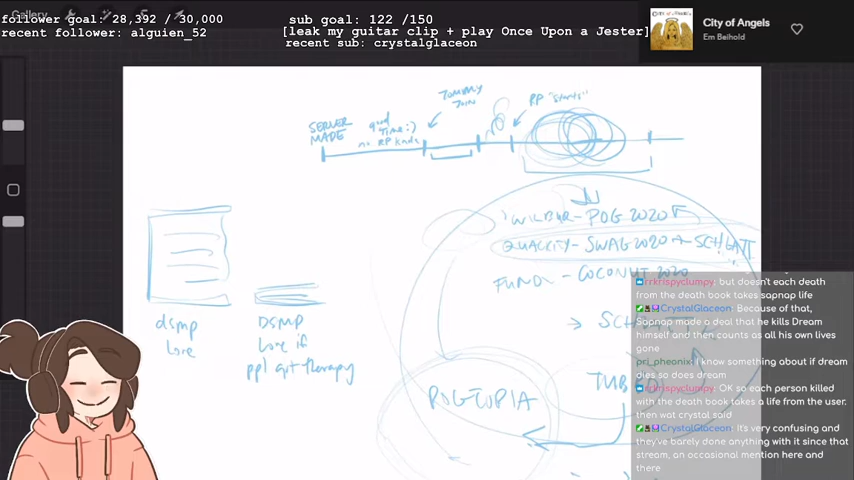 Gallery
follower goal: 28,392 / 30,000
recent follower: alguien_52
sub goal: 122 /150
[leak my guitar clip + play Once Upon a Jester]
recent sub: crystalglaceon
City of Angels
Em Beihold
SERVER MADE
good time :)
no RP kinda
TOMMY JOIN
RP "starts"
WILBUR - POG 2020
QUACKITY - SWAG 2020 + SCHLATT
FUNDY - COCONUT 2020
POGTOPIA
dsmp
lore
DSMP
lore if
ppl got therapy
rrkrispyclumpy: but doesn't each death
from the death book takes sapnap life
CrystalGlaceon: Because of that,
Sapnap made a deal that he kills Dream
himself and then counts as all his own lives
gone
pri_pheonix: I know something about if dream
dies so does dream
rrkrispyclumpy: OK so each person killed
with the death book takes a life from the user.
then wat crystal said
CrystalGlaceon: It's very confusing and
they've barely done anything with it since that
stream, an occasional mention here and
there